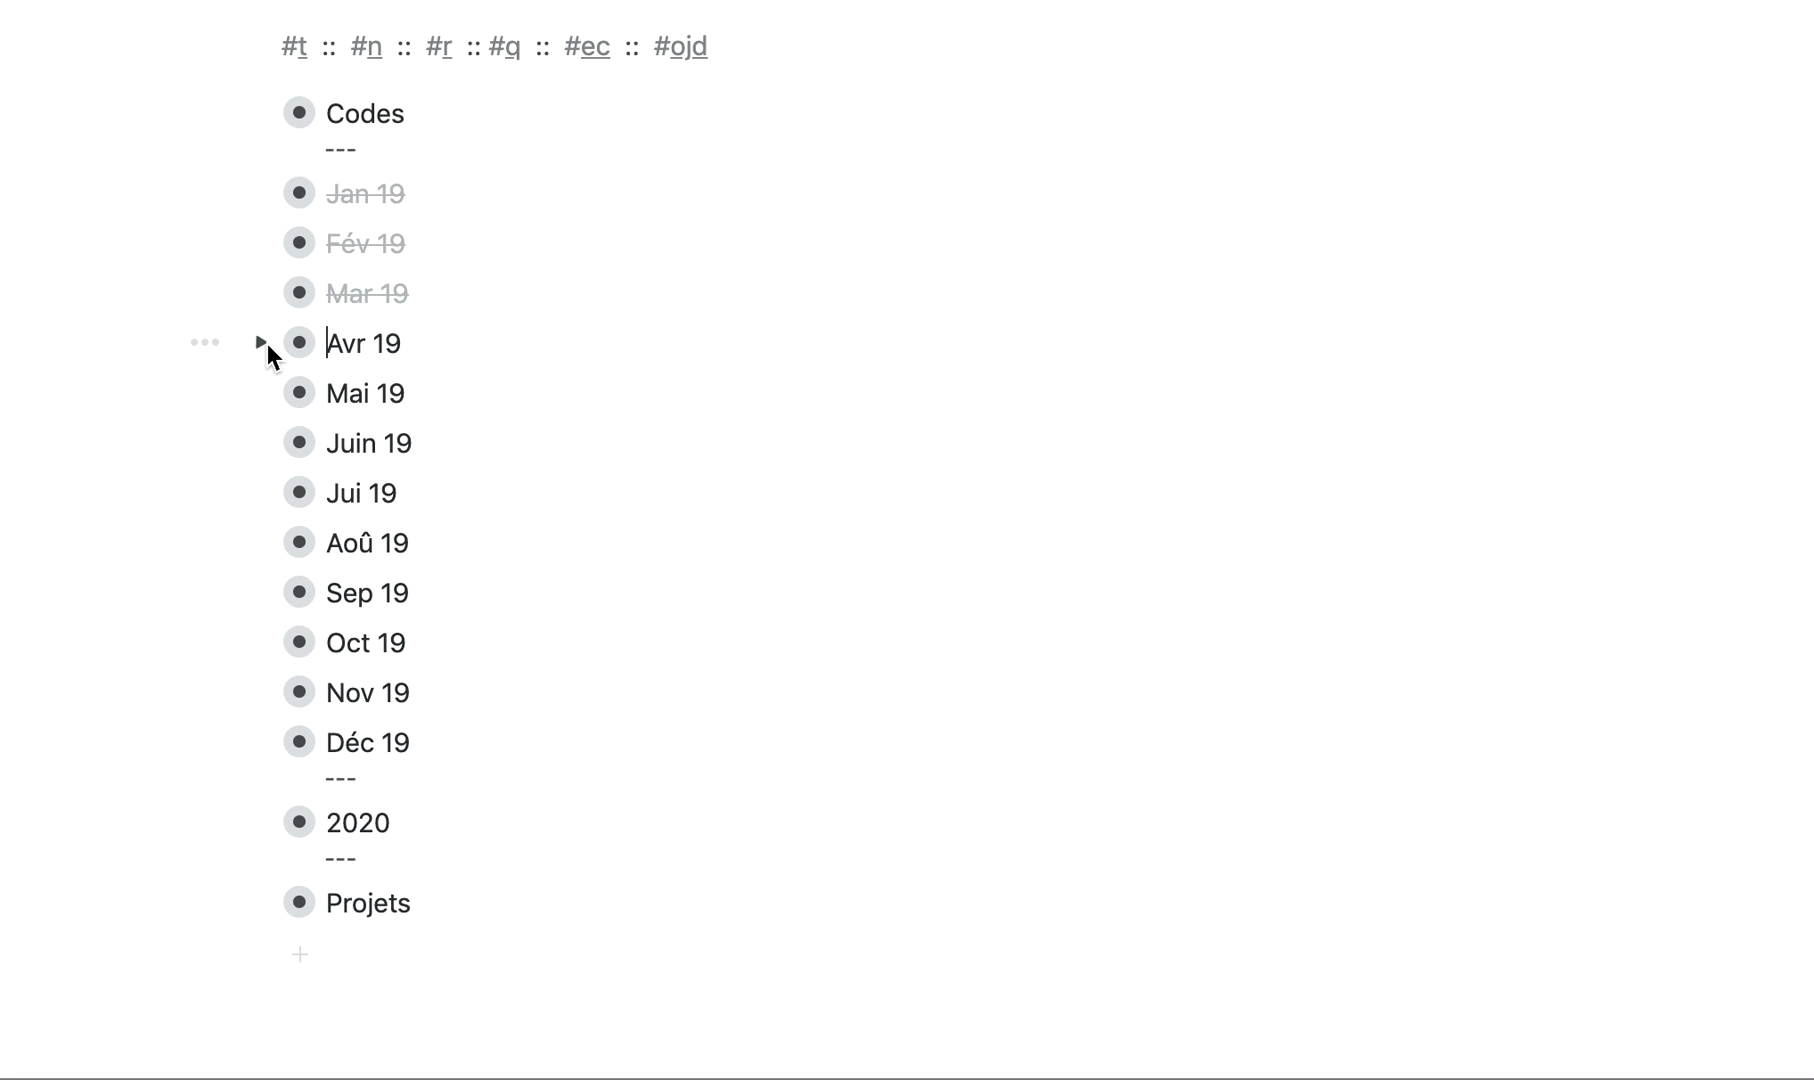 #t :: #n :: #r :: #q :: #ec :: #ojd
Codes
---
Jan 19
Fév 19
Mar 19
Avr 19
Mai 19
Juin 19
Jui 19
Aoû 19
Sep 19
Oct 19
Nov 19
Déc 19
---
2020
---
Projets